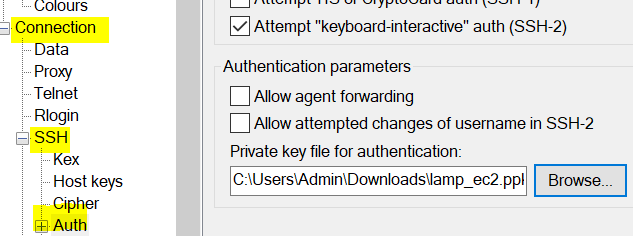 Colours
Connection
Data
Proxy
Telnet
Rlogin
SSH
Kex
Host keys
Cipher
Auth
Attempt TIS or CryptoCard auth (SSH-1)
Attempt "keyboard-interactive" auth (SSH-2)
Authentication parameters
Allow agent forwarding
Allow attempted changes of username in SSH-2
Private key file for authentication:
C:\Users\Admin\Downloads\lamp_ec2.ppk
Browse...